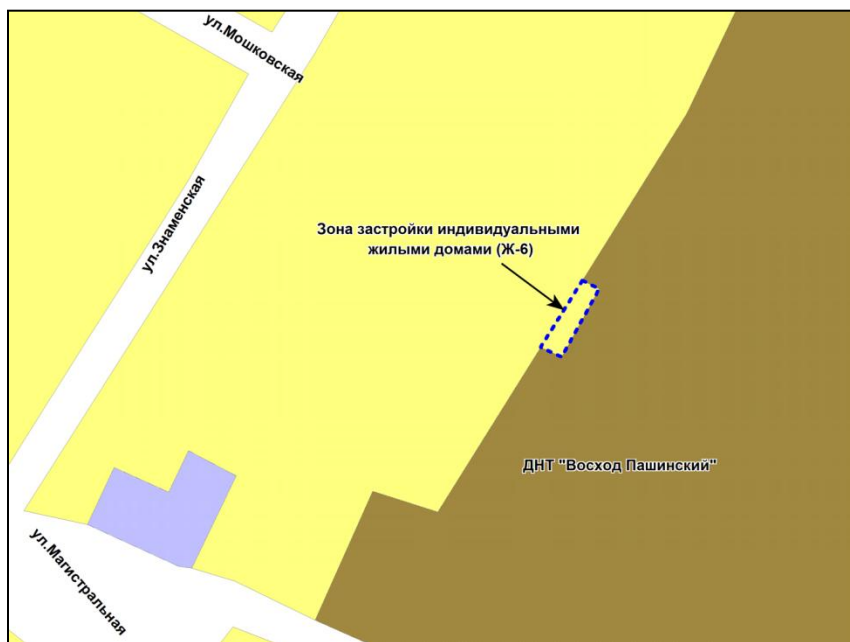 ул.Мошковская
ул.Знаменская
Зона застройки индивидуальными
жилыми домами (Ж-6)
ДНТ "Восход Пашинский"
ул.Магистральная